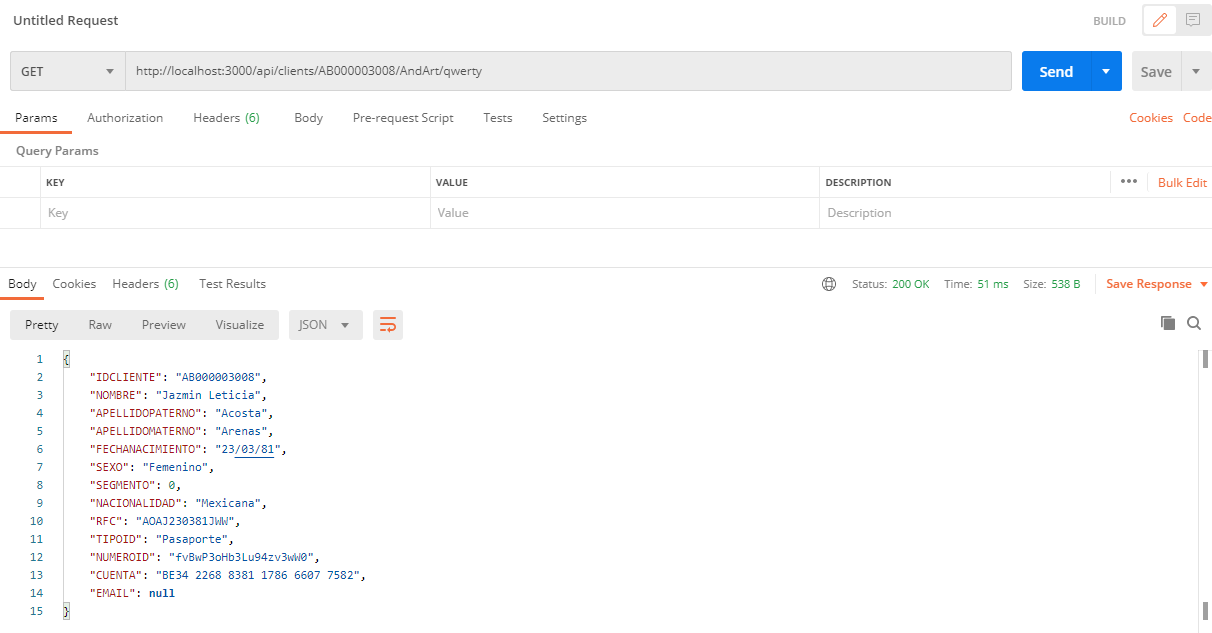 Untitled Request
BUILD
GET
http://localhost:3000/api/clients/AB000003008/AndArt/qwerty
Send
Save
Params Authorization Headers (6) Body Pre-request Script Tests Settings Cookies Code
Query Params
KEY VALUE DESCRIPTION ••• Bulk Edit
Key Value Description
Body Cookies Headers (6) Test Results Status: 200 OK Time: 51 ms Size: 538 B Save Response
Pretty Raw Preview Visualize JSON
1 {
2 "IDCLIENTE": "AB000003008",
3 "NOMBRE": "Jazmin Leticia",
4 "APELLIDOPATERNO": "Acosta",
5 "APELLIDOMATERNO": "Arenas",
6 "FECHANACIMIENTO": "23/03/81",
7 "SEXO": "Femenino",
8 "SEGMENTO": 0,
9 "NACIONALIDAD": "Mexicana",
10 "RFC": "AOAJ230381JWW",
11 "TIPOID": "Pasaporte",
12 "NUMEROID": "fvBwP3oHb3Lu94zv3wW0",
13 "CUENTA": "BE34 2268 8381 1786 6607 7582",
14 "EMAIL": null
15 }